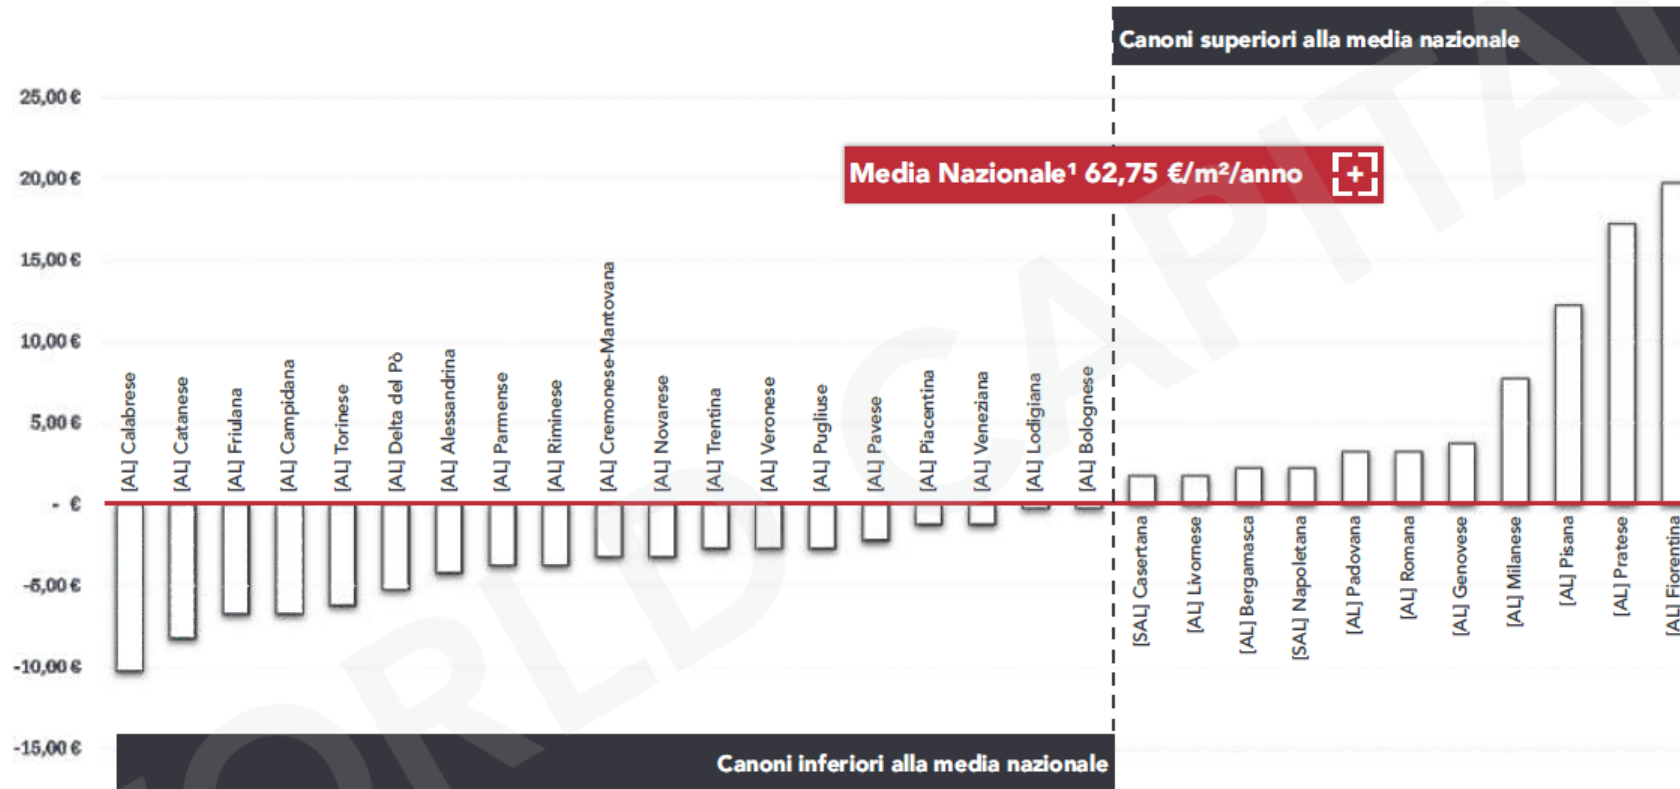 Canoni superiori alla media nazionale
25,00 €
20,00 €
15,00 €
10,00 €
5,00 €
- €
-5,00 €
-10,00 €
-15,00 €
Media Nazionale¹ 62,75 €/m²/anno
[AL] Calabrese
[AL] Catanese
[AL] Friulana
[AL] Campidana
[AL] Torinese
[AL] Delta del Pò
[AL] Alessandrina
[AL] Parmense
[AL] Riminese
[AL] Cremonese-Mantovana
[AL] Novarese
[AL] Trentina
[AL] Veronese
[AL] Pugliuse
[AL] Pavese
[AL] Piacentina
[AL] Veneziana
[AL] Lodigiana
[AL] Bolognese
[SAL] Casertana
[AL] Livornese
[AL] Bergamasca
[SAL] Napoletana
[AL] Padovana
[AL] Romana
[AL] Genovese
[AL] Milanese
[AL] Pisana
[AL] Pratese
[AL] Fiorentina
Canoni inferiori alla media nazionale
WORLD CAPITAL